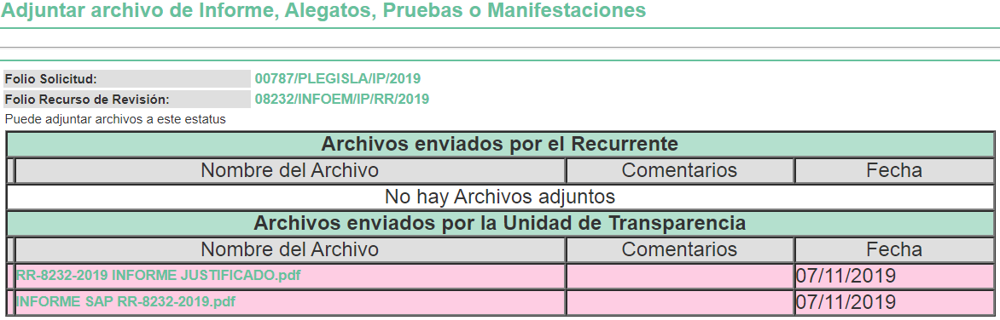 Adjuntar archivo de Informe, Alegatos, Pruebas o Manifestaciones
Folio Solicitud: 00787/PLEGISLA/IP/2019
Folio Recurso de Revisión: 08232/INFOEM/IP/RR/2019
Puede adjuntar archivos a este estatus
Archivos enviados por el Recurrente
Nombre del Archivo Comentarios Fecha
No hay Archivos adjuntos
Archivos enviados por la Unidad de Transparencia
Nombre del Archivo Comentarios Fecha
RR-8232-2019 INFORME JUSTIFICADO.pdf 07/11/2019
INFORME SAP RR-8232-2019.pdf 07/11/2019